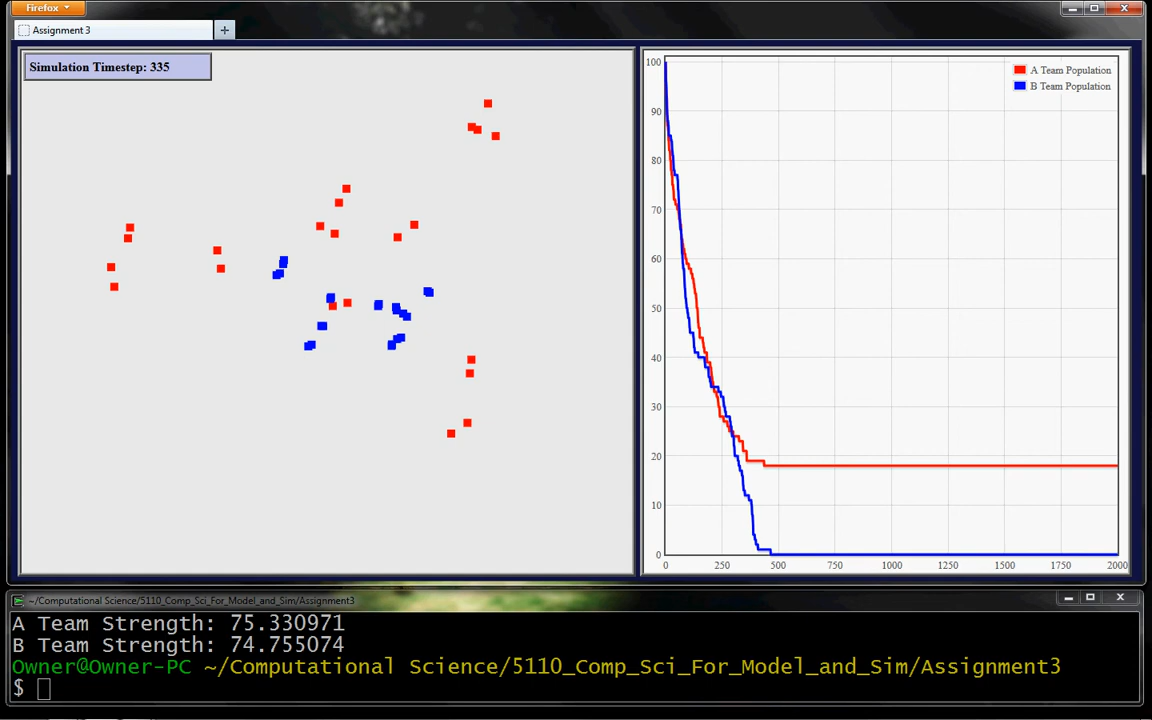 Firefox
Assignment 3
Simulation Timestep: 335
100
90
80
70
60
50
40
30
20
10
0
A Team Population
B Team Population
0 250 500 750 1000 1250 1500 1750 2000
~/Computational Science/5110_Comp_Sci_For_Model_and_Sim/Assignment3
A Team Strength: 75.330971
B Team Strength: 74.755074
Owner@Owner-PC ~/Computational Science/5110_Comp_Sci_For_Model_and_Sim/Assignment3
$